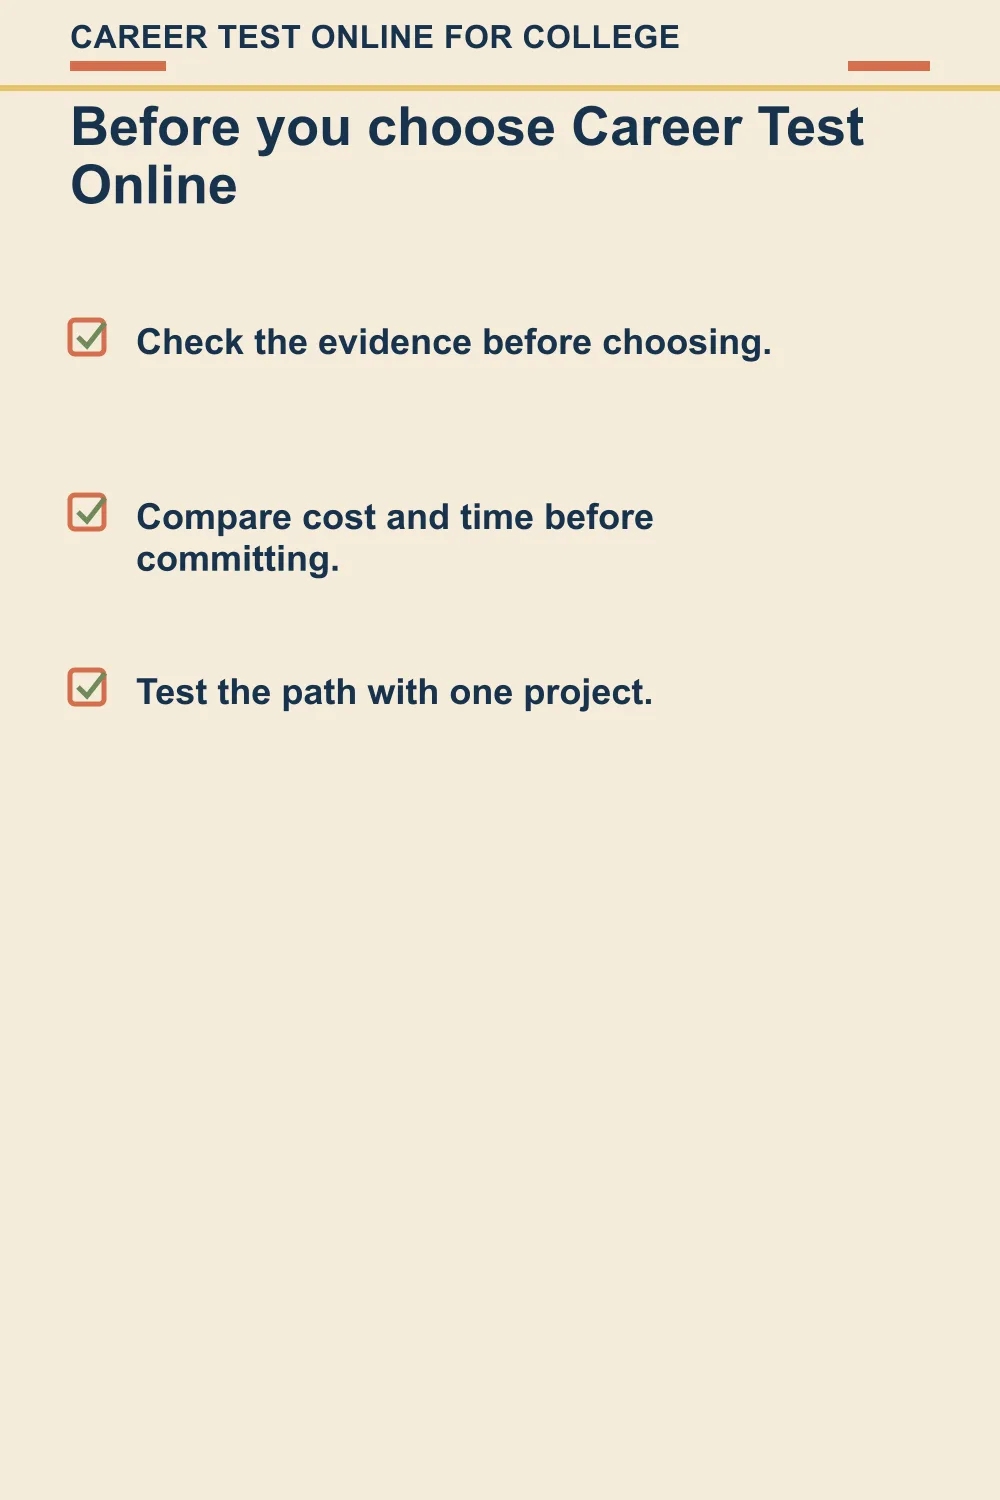 CAREER TEST ONLINE FOR COLLEGE
Before you choose Career Test
Online
Check the evidence before choosing.
Compare cost and time before
committing.
Test the path with one project.